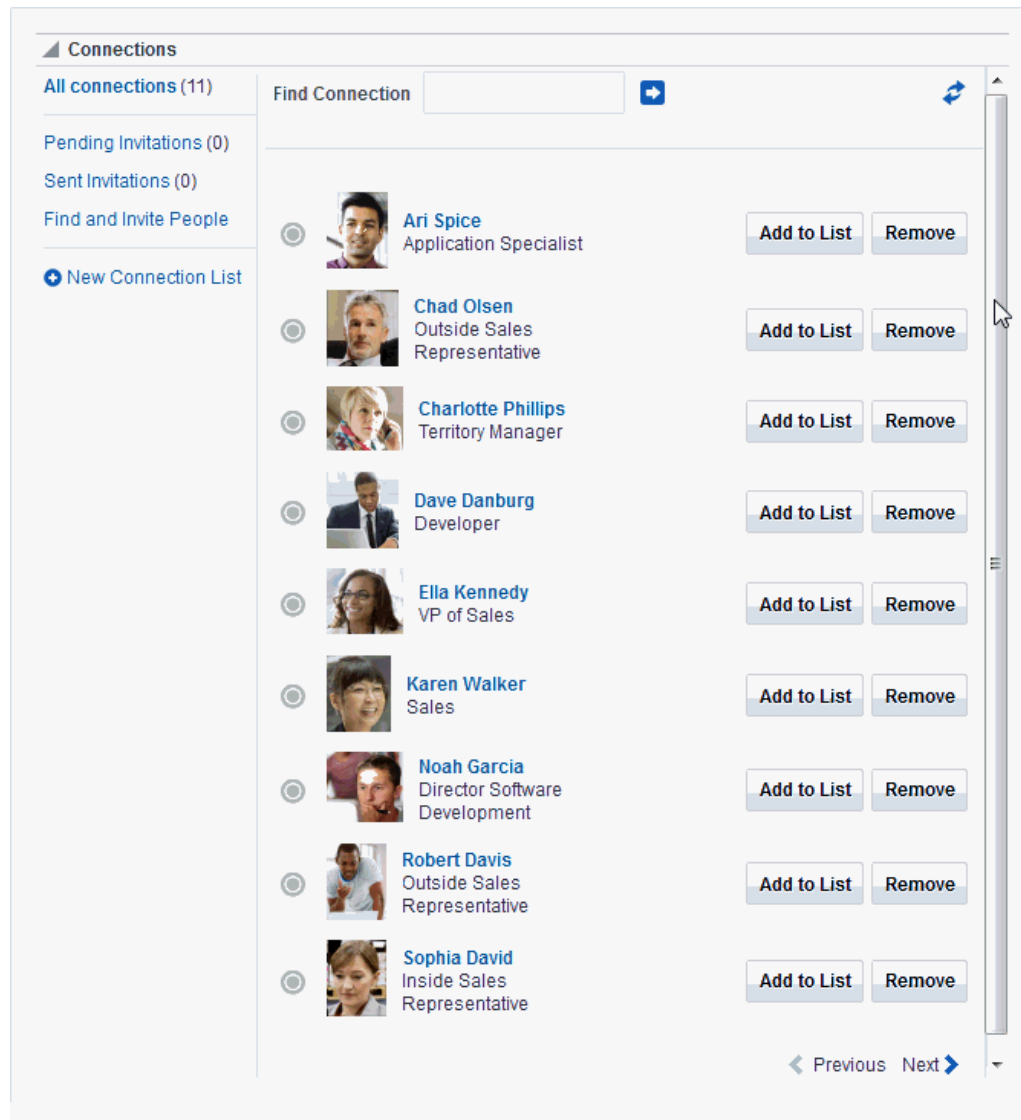 Connections
All connections (11)
Pending Invitations (0)
Sent Invitations (0)
Find and Invite People
New Connection List
Find Connection
Ari Spice
Application Specialist
Add to List Remove
Chad Olsen
Outside Sales
Representative
Add to List Remove
Charlotte Phillips
Territory Manager
Add to List Remove
Dave Danburg
Developer
Add to List Remove
Ella Kennedy
VP of Sales
Add to List Remove
Karen Walker
Sales
Add to List Remove
Noah Garcia
Director Software
Development
Add to List Remove
Robert Davis
Outside Sales
Representative
Add to List Remove
Sophia David
Inside Sales
Representative
Add to List Remove
Previous Next